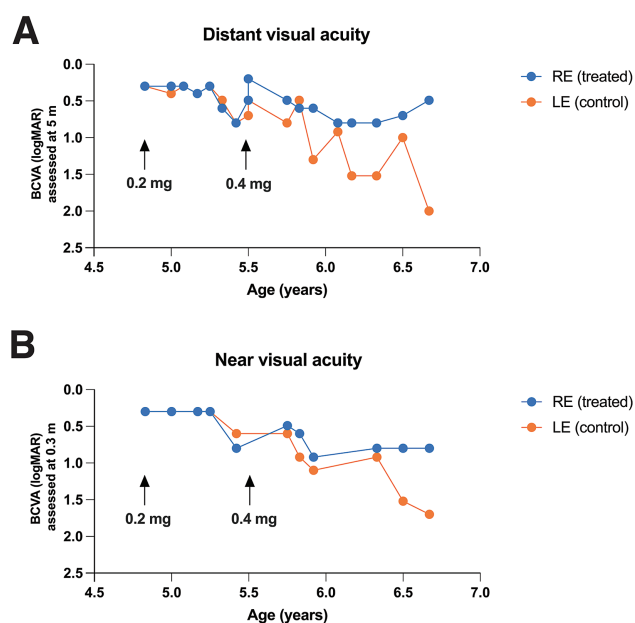 A
Distant visual acuity
RE (treated)
LE (control)
BCVA (logMAR)
assessed at 5 m
0.0
0.5
1.0
1.5
2.0
2.5
0.2 mg
0.4 mg
4.5 5.0 5.5 6.0 6.5 7.0
Age (years)
B
Near visual acuity
RE (treated)
LE (control)
BCVA (logMAR)
assessed at 0.3 m
0.0
0.5
1.0
1.5
2.0
2.5
0.2 mg
0.4 mg
4.5 5.0 5.5 6.0 6.5 7.0
Age (years)